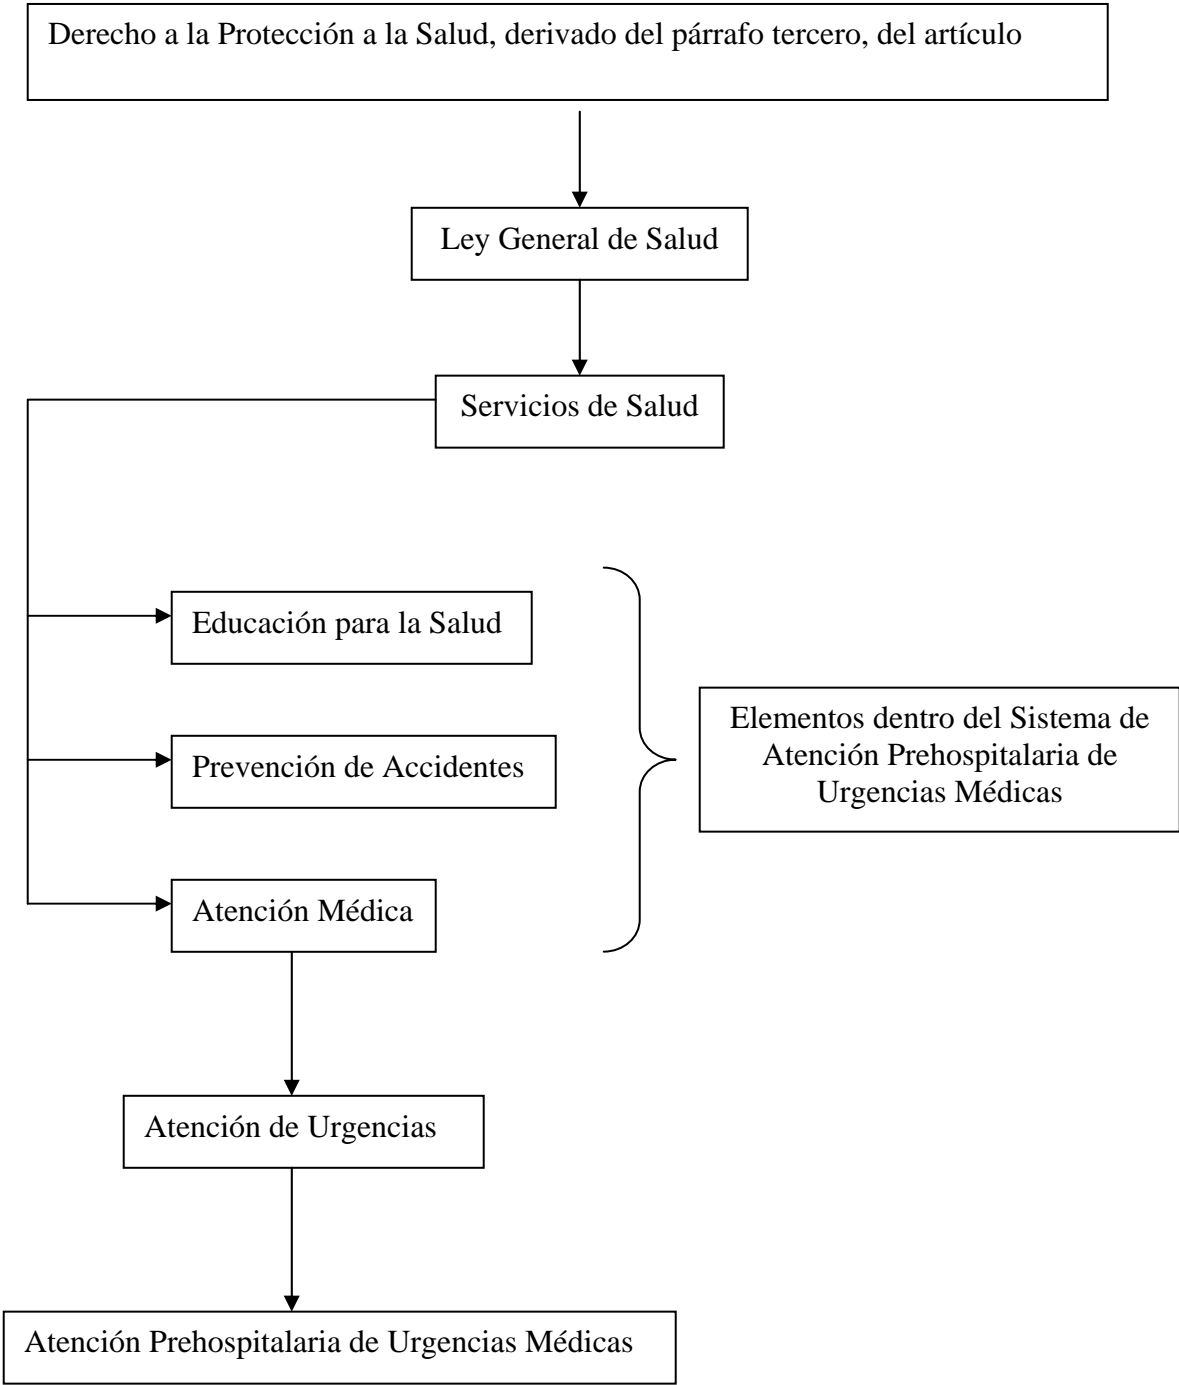 Derecho a la Protección a la Salud, derivado del párrafo tercero, del artículo
Ley General de Salud
Servicios de Salud
Educación para la Salud
Prevención de Accidentes
Atención Médica
Elementos dentro del Sistema de
Atención Prehospitalaria de
Urgencias Médicas
Atención de Urgencias
Atención Prehospitalaria de Urgencias Médicas